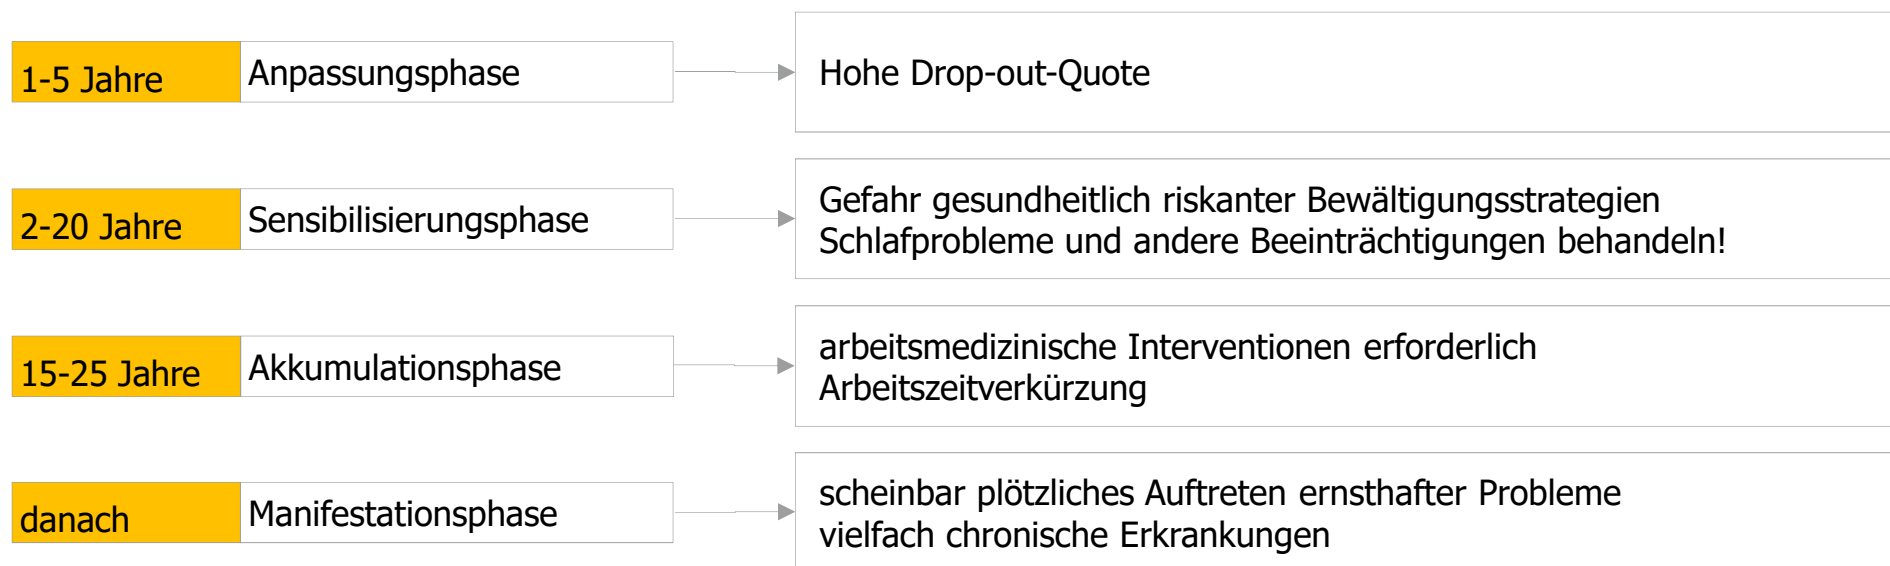 1-5 Jahre
Anpassungsphase
Hohe Drop-out-Quote
2-20 Jahre
Sensibilisierungsphase
Gefahr gesundheitlich riskanter Bewältigungsstrategien
Schlafprobleme und andere Beeinträchtigungen behandeln!
15-25 Jahre
Akkumulationsphase
arbeitsmedizinische Interventionen erforderlich
Arbeitszeitverkürzung
danach
Manifestationsphase
scheinbar plötzliches Auftreten ernsthafter Probleme
vielfach chronische Erkrankungen